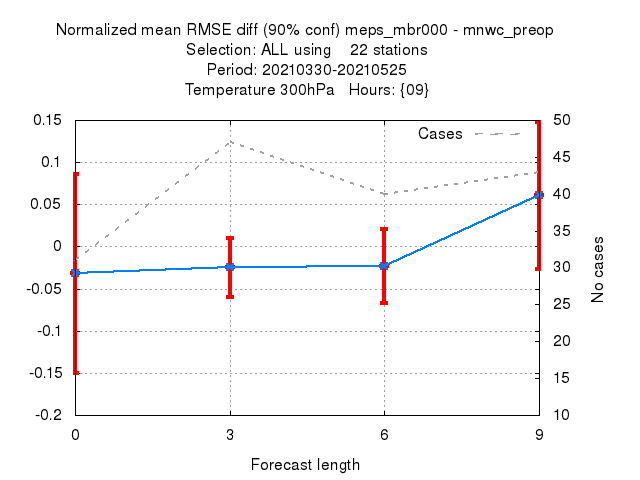 Normalized mean RMSE diff (90% conf) meps_mbr000 - mnwc_preop
Selection: ALL using 22 stations
Period: 20210330-20210525
Temperature 300hPa Hours: {09}
Cases
0.15
0.1
0.05
0
-0.05
-0.1
-0.15
-0.2
50
45
40
35
30
25
20
15
10
No cases
0 3 6 9
Forecast length